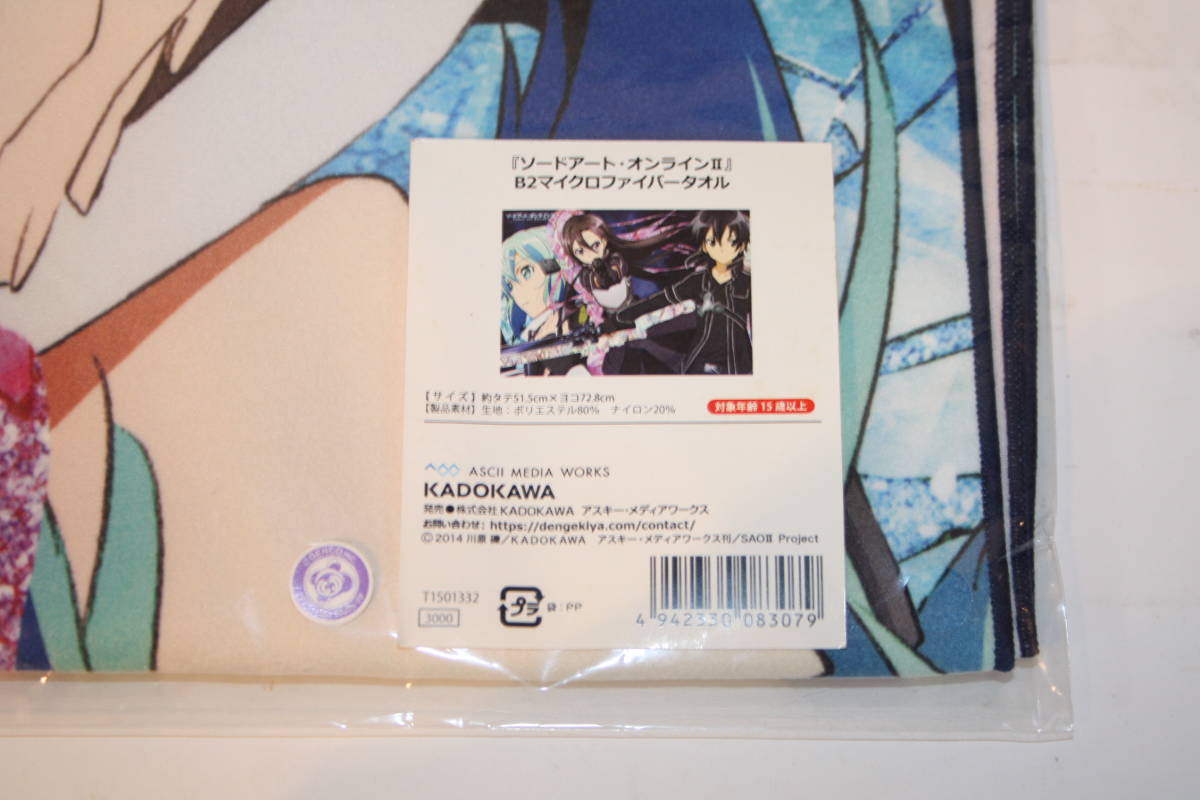 『ソードアート・オンラインⅡ』
B2マイクロファイバータオル
【サイズ】約タテ51.5cm×ヨコ72.8cm
【製品素材】生地：ポリエステル80%　ナイロン20%
対象年齢 15 歳以上
ASCII MEDIA WORKS
KADOKAWA
発売●株式会社KADOKAWA　アスキー・メディアワークス
お問い合わせ：https://dengekiya.com/contact/
©2014 川原 礫／KADOKAWA　アスキー・メディアワークス刊／SAOⅡ Project
T1501332
3000
プラ
袋：PP
4 942330 083079